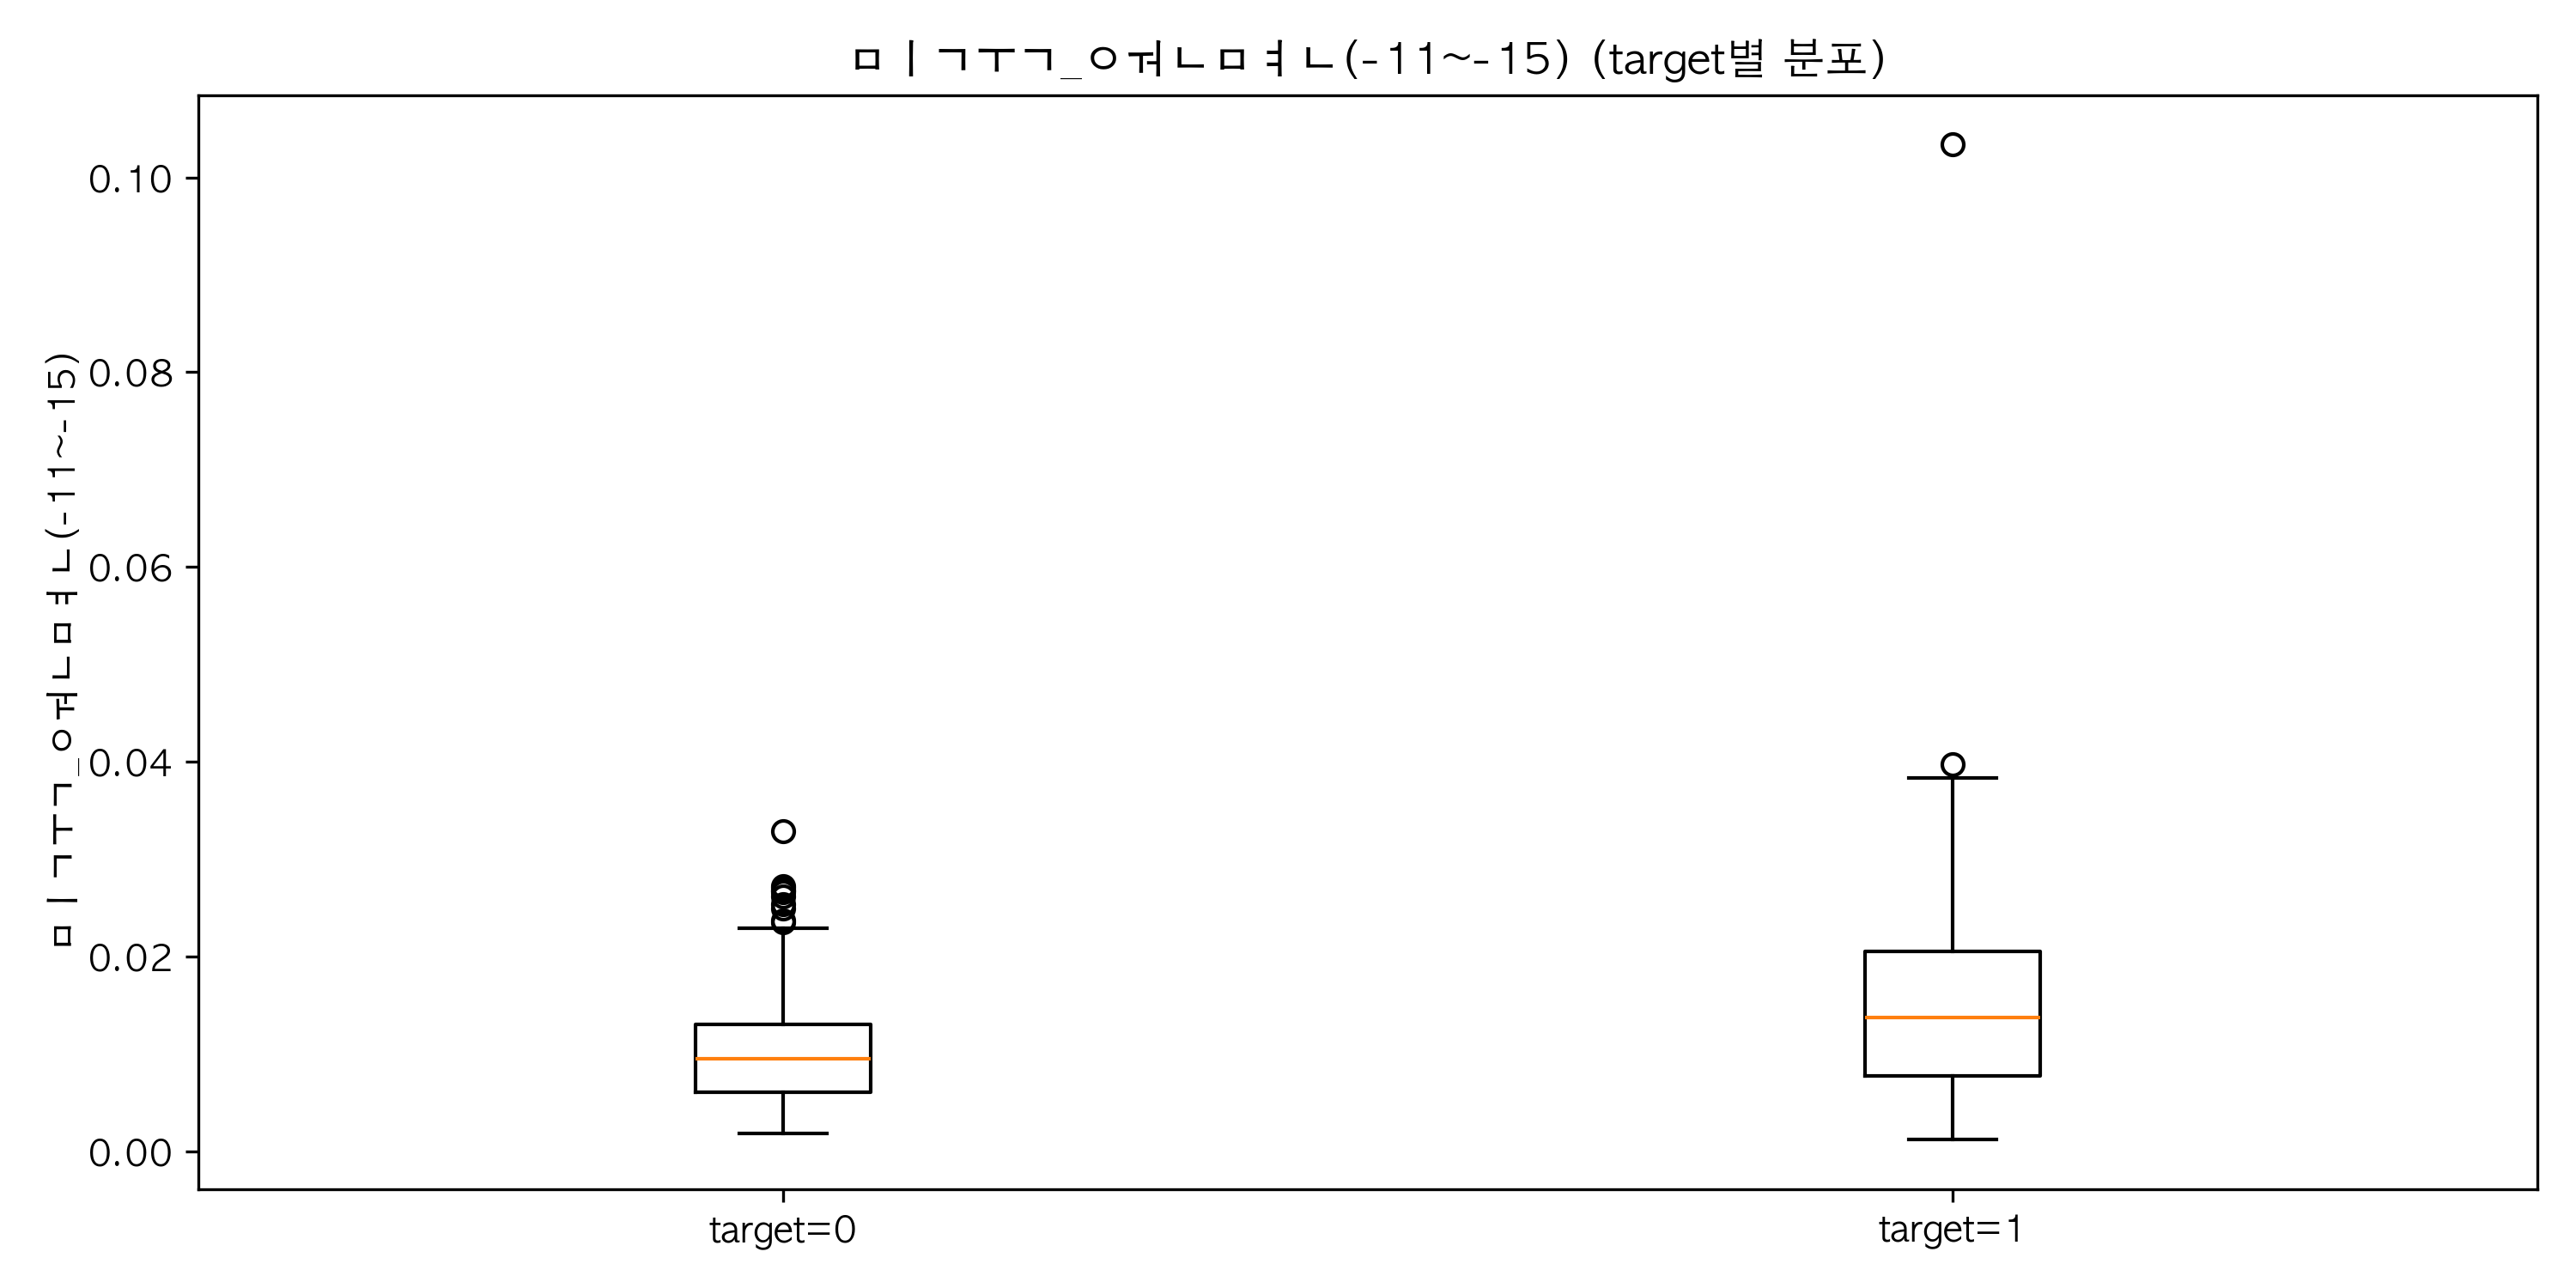 ㅁㅣㄱㅜㄱ_ㅇㅝㄴㅁㅕㄴ(-11~-15) (target별 분포)
ㅁㅣㄱㅜㄱ_ㅇㅝㄴㅁㅕㄴ(-11~-15)
0.10
0.08
0.06
0.04
0.02
0.00
target=0
target=1